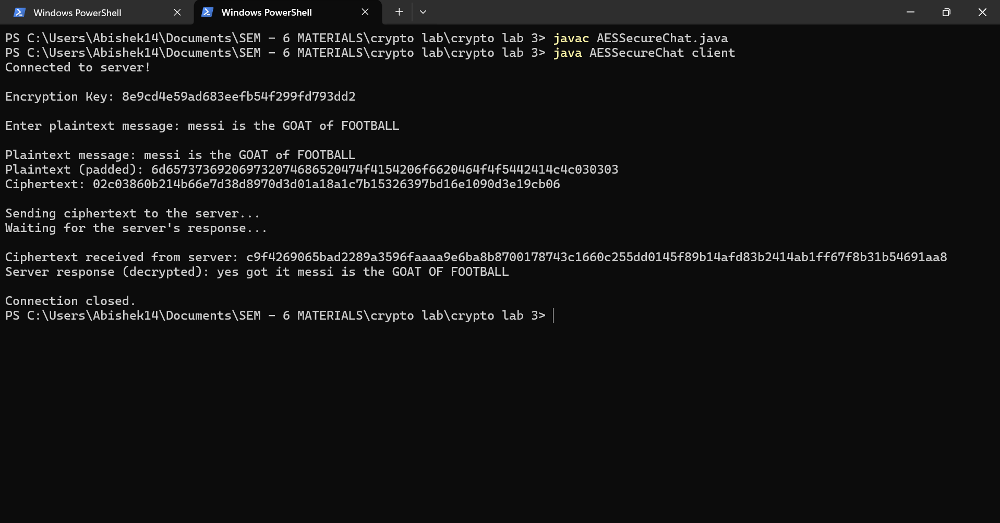 Windows PowerShell
Windows PowerShell
PS C:\Users\Abishek14\Documents\SEM - 6 MATERIALS\crypto lab\crypto lab 3> javac AESSecureChat.java
PS C:\Users\Abishek14\Documents\SEM - 6 MATERIALS\crypto lab\crypto lab 3> java AESSecureChat client
Connected to server!
Encryption Key: 8e9cd4e59ad683eefb54f299fd793dd2
Enter plaintext message: messi is the GOAT of FOOTBALL
Plaintext message: messi is the GOAT of FOOTBALL
Plaintext (padded): 6d657373692069732074686520474f4154206f6620464f4f5442414c4c030303
Ciphertext: 02c03860b214b66e7d38d8970d3d01a18a1c7b15326397bd16e1090d3e19cb06
Sending ciphertext to the server...
Waiting for the server's response...
Ciphertext received from server: c9f4269065bad2289a3596faaaa9e6ba8b8700178743c1660c255dd0145f89b14afd83b2414ab1ff67f8b31b54691aa8
Server response (decrypted): yes got it messi is the GOAT OF FOOTBALL
Connection closed.
PS C:\Users\Abishek14\Documents\SEM - 6 MATERIALS\crypto lab\crypto lab 3>